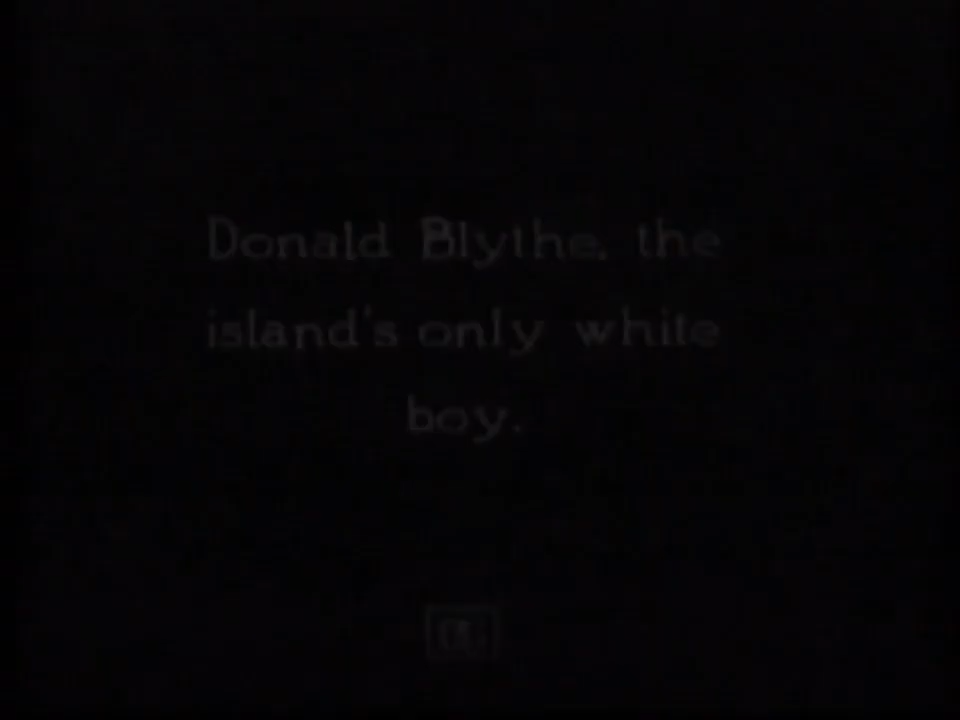 Donald Blythe, the
island's only white
boy.